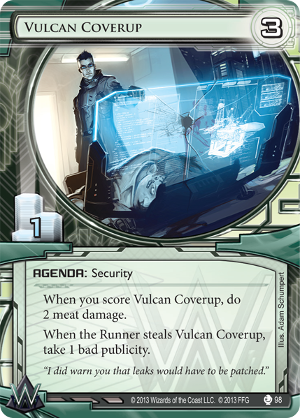 Vulcan Coverup
3
1
AGENDA: Security
When you score Vulcan Coverup, do
2 meat damage.
When the Runner steals Vulcan Coverup,
take 1 bad publicity.
"I did warn you that leaks would have to be patched."
Illus. Adam Schumpert
© 2013 Wizards of the Coast LLC. © 2013 FFG
98